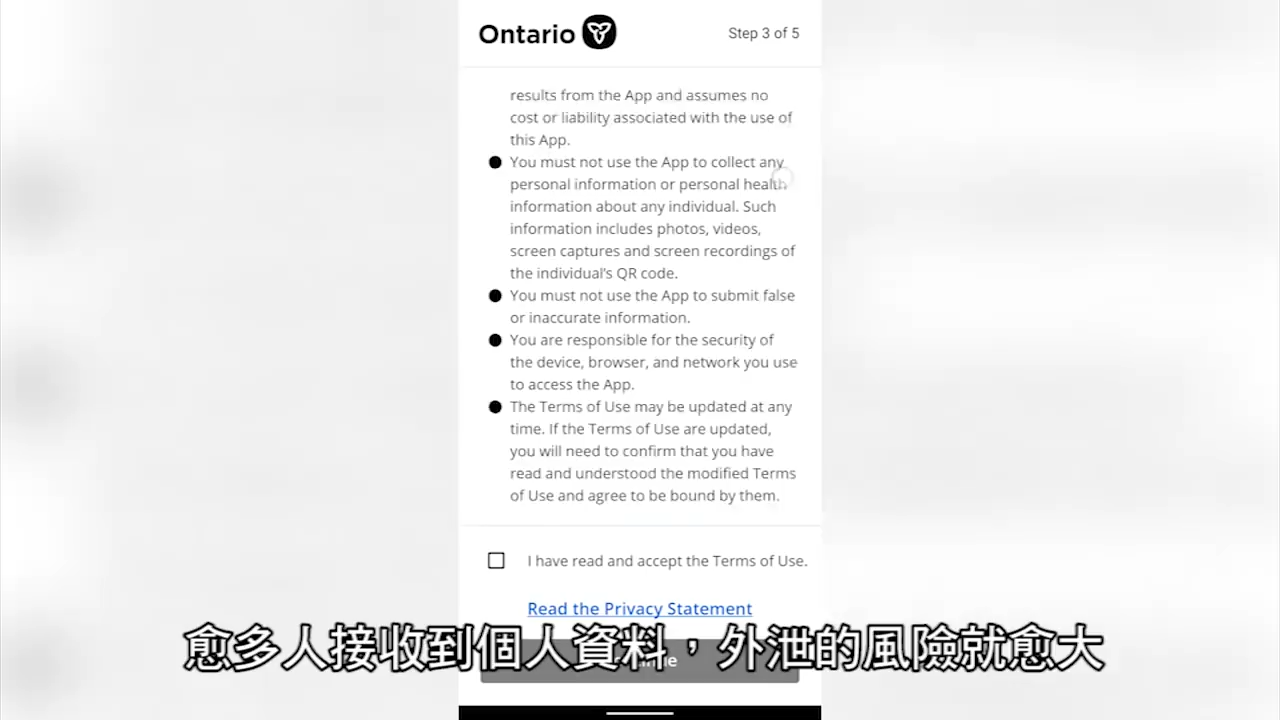 Ontario
Step 3 of 5
results from the App and assumes no
cost or liability associated with the use of
this App.
You must not use the App to collect any
personal information or personal health
information about any individual. Such
information includes photos, videos,
screen captures and screen recordings of
the individual's QR code.
You must not use the App to submit false
or inaccurate information.
You are responsible for the security of
the device, browser, and network you use
to access the App.
The Terms of Use may be updated at any
time. If the Terms of Use are updated,
you will need to confirm that you have
read and understood the modified Terms
of Use and agree to be bound by them.
I have read and accept the Terms of Use.
Read the Privacy Statement
愈多人接收到個人資料，外泄的風險就愈大